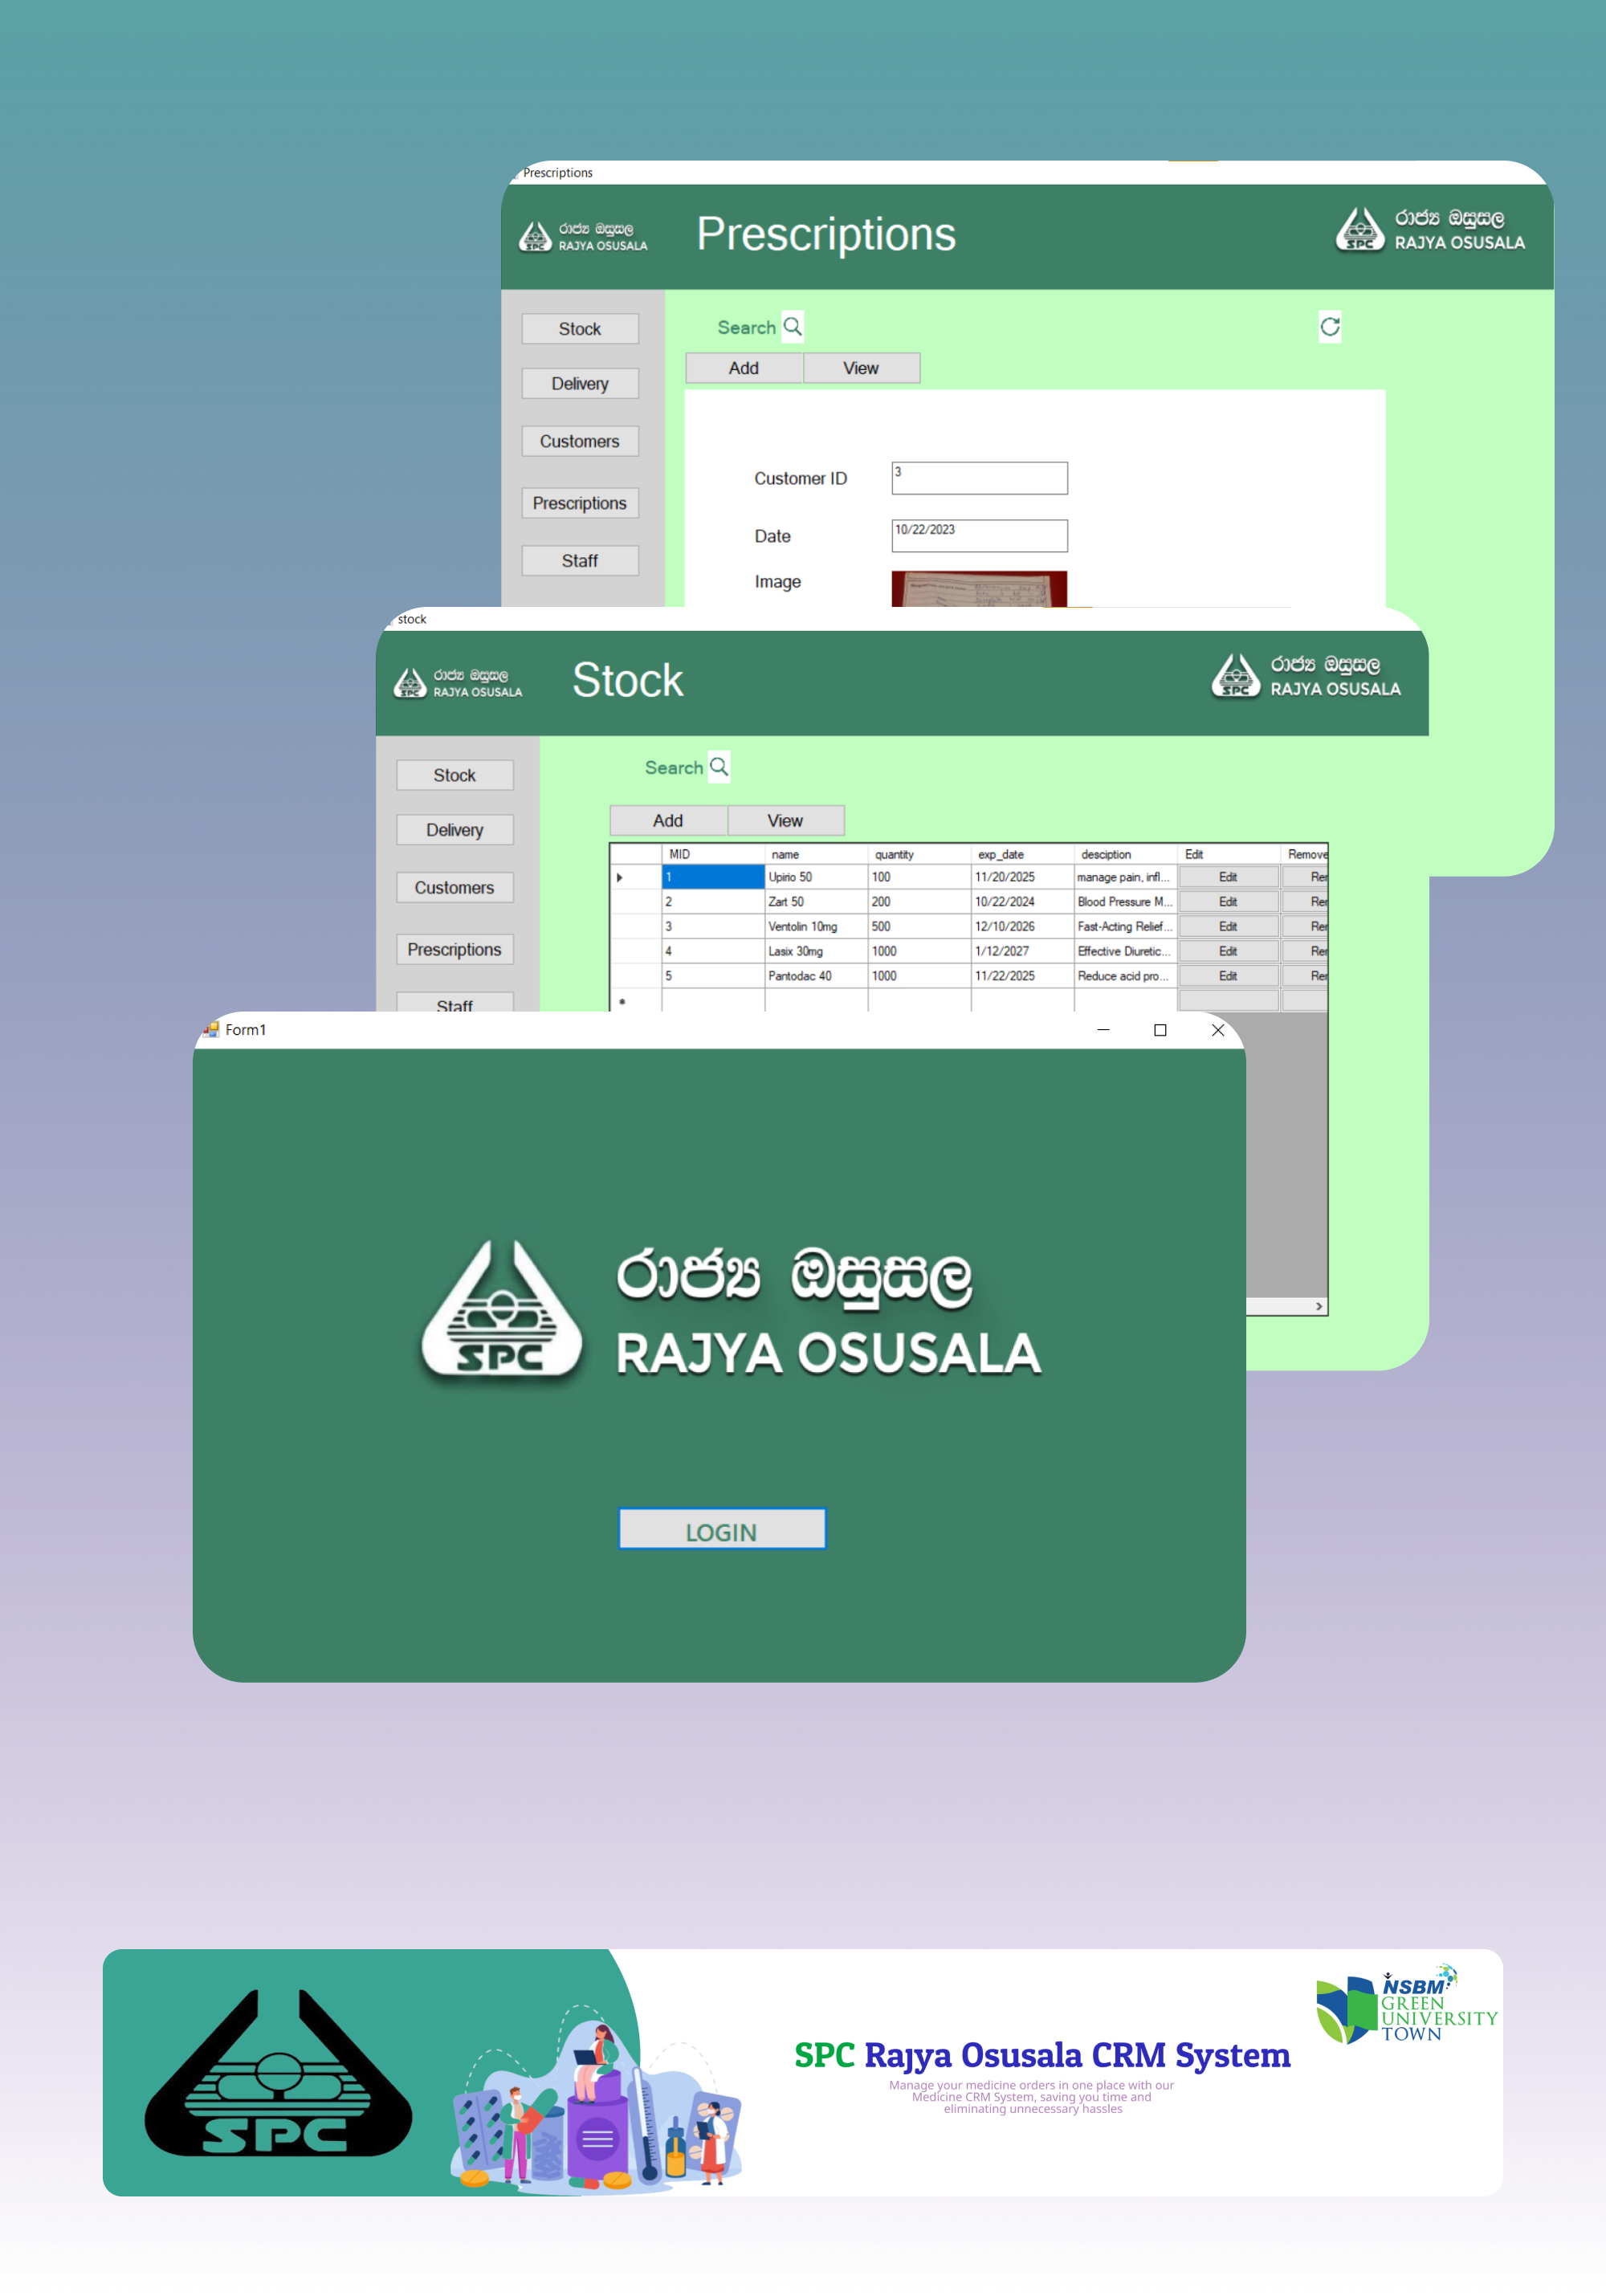 Prescriptions
රාජ්‍ය ඔසුසල
RAJYA OSUSALA
SPC
Prescriptions
රාජ්‍ය ඔසුසල
RAJYA OSUSALA
SPC
Stock
Delivery
Customers
Prescriptions
Staff
Search
Add View
Customer ID 3
Date 10/22/2023
Image
stock
රාජ්‍ය ඔසුසල
RAJYA OSUSALA
SPC
Stock
රාජ්‍ය ඔසුසල
RAJYA OSUSALA
SPC
Stock
Delivery
Customers
Prescriptions
Staff
Search
Add View
MID name quantity exp_date desciption Edit Remove
1 Upirio 50 100 11/20/2025 manage pain, infl... Edit Rer
2 Zart 50 200 10/22/2024 Blood Pressure M... Edit Rer
3 Ventolin 10mg 500 12/10/2026 Fast-Acting Relief... Edit Rer
4 Lasix 30mg 1000 1/12/2027 Effective Diuretic... Edit Rer
5 Pantodac 40 1000 11/22/2025 Reduce acid pro... Edit Rer
Form1
රාජ්‍ය ඔසුසල
RAJYA OSUSALA
SPC
LOGIN
SPC
SPC Rajya Osusala CRM System
Manage your medicine orders in one place with our
Medicine CRM System, saving you time and
eliminating unnecessary hassles
NSBM
GREEN
UNIVERSITY
TOWN